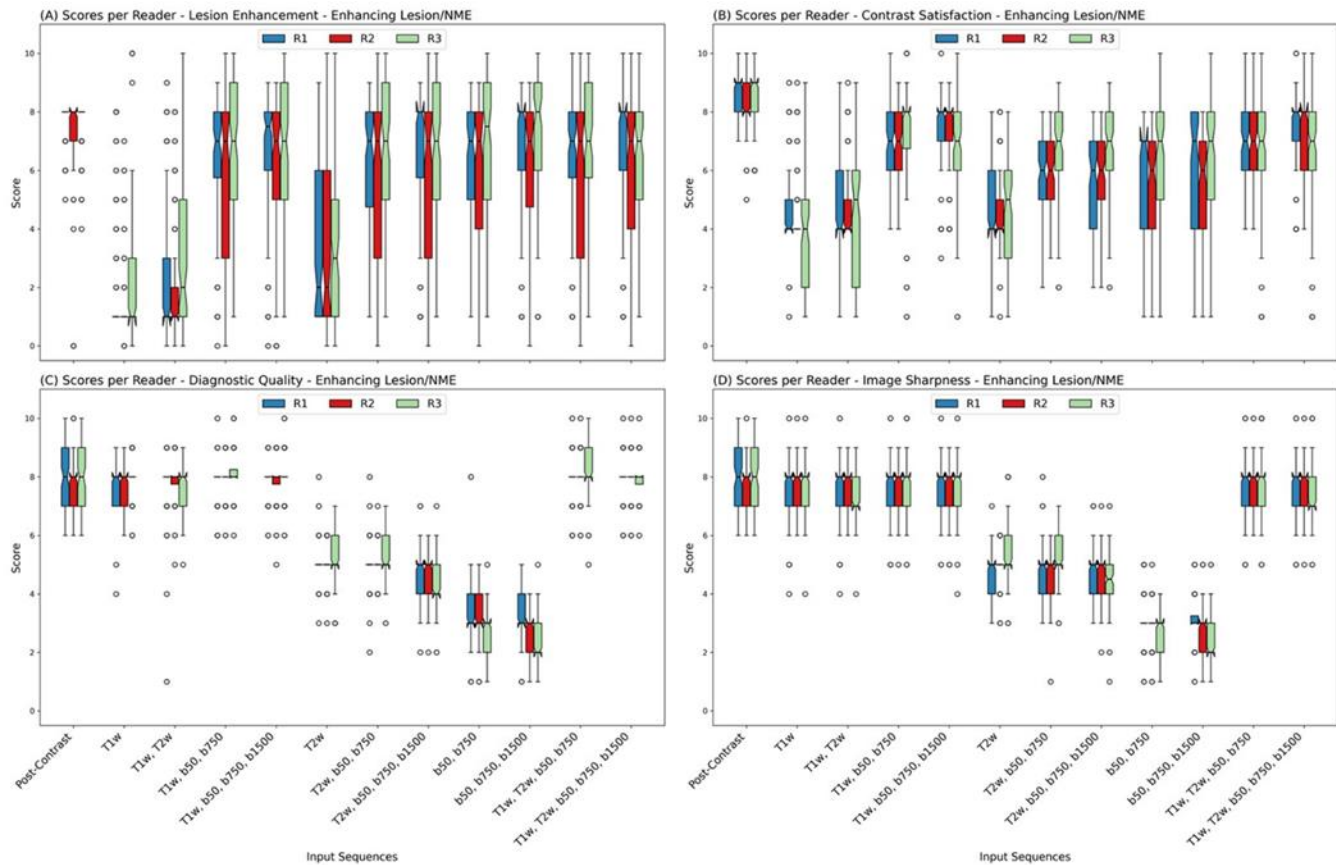 (A) Scores per Reader - Lesion Enhancement - Enhancing Lesion/NME
R1 R2 R3
10
8
6
4
2
0
Score
(B) Scores per Reader - Contrast Satisfaction - Enhancing Lesion/NME
R1 R2 R3
10
8
6
4
2
0
Score
(C) Scores per Reader - Diagnostic Quality - Enhancing Lesion/NME
R1 R2 R3
10
8
6
4
2
0
Score
Post-Contrast
T1w
T1w, T2w
T1w, b50, b750
T1w, b50, b750, b1500
T2w
T2w, b50, b750
T2w, b50, b750, b1500
b50, b750
b50, b750, b1500
T1w, T2w, b50, b750
T1w, T2w, b50, b750, b1500
Input Sequences
(D) Scores per Reader - Image Sharpness - Enhancing Lesion/NME
R1 R2 R3
10
8
6
4
2
0
Score
Post-Contrast
T1w
T1w, T2w
T1w, b50, b750
T1w, b50, b750, b1500
T2w
T2w, b50, b750
T2w, b50, b750, b1500
b50, b750
b50, b750, b1500
T1w, T2w, b50, b750
T1w, T2w, b50, b750, b1500
Input Sequences